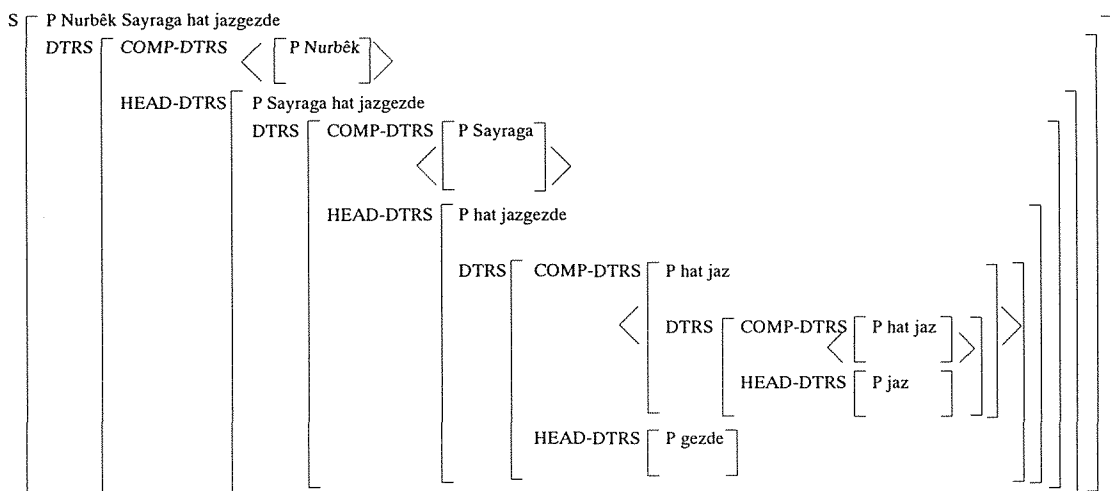 S P Nurbêk Sayraga hat jazgezde
DTRS COMP-DTRS < P Nurbêk >
HEAD-DTRS P Sayraga hat jazgezde
DTRS COMP-DTRS < P Sayraga >
HEAD-DTRS P hat jazgezde
DTRS COMP-DTRS < P hat jaz
DTRS COMP-DTRS < P hat jaz > >
HEAD-DTRS P jaz
HEAD-DTRS P gezde